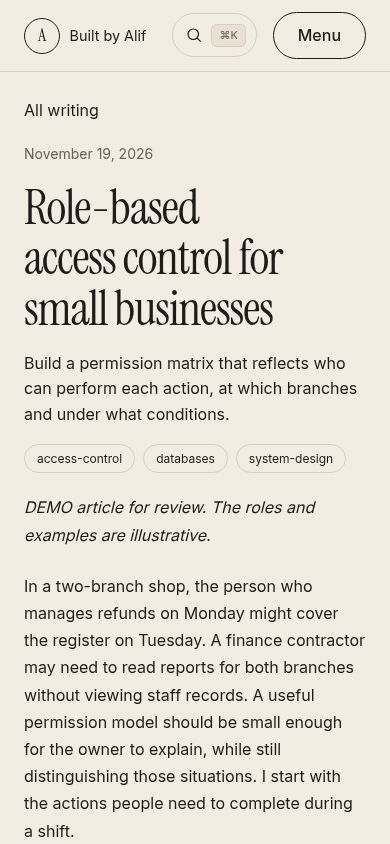 A
Built by Alif
⌘K
Menu
All writing
November 19, 2026
Role-based
access control for
small businesses
Build a permission matrix that reflects who
can perform each action, at which branches
and under what conditions.
access-control
databases
system-design
DEMO article for review. The roles and
examples are illustrative.
In a two-branch shop, the person who
manages refunds on Monday might cover
the register on Tuesday. A finance contractor
may need to read reports for both branches
without viewing staff records. A useful
permission model should be small enough
for the owner to explain, while still
distinguishing those situations. I start with
the actions people need to complete during
a shift.